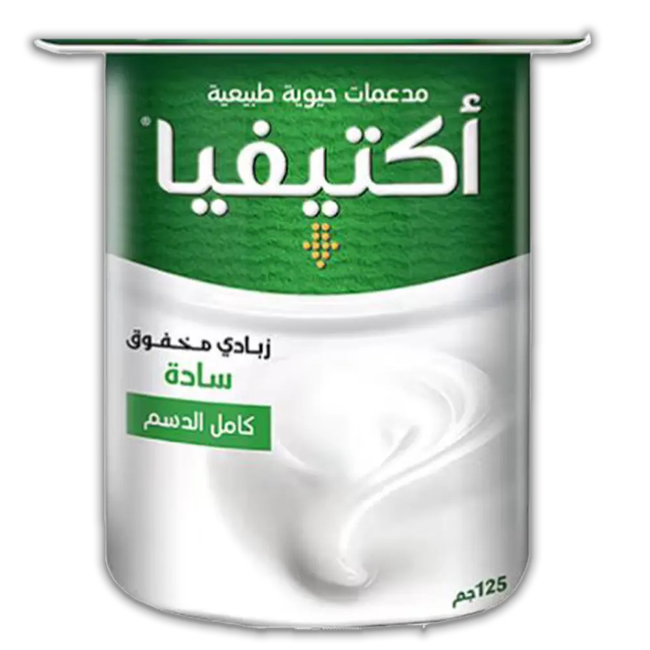 مدعمات حيوية طبيعية
أكتيفيا®
زبادي مخفوق
سادة
كامل الدسم
125جم